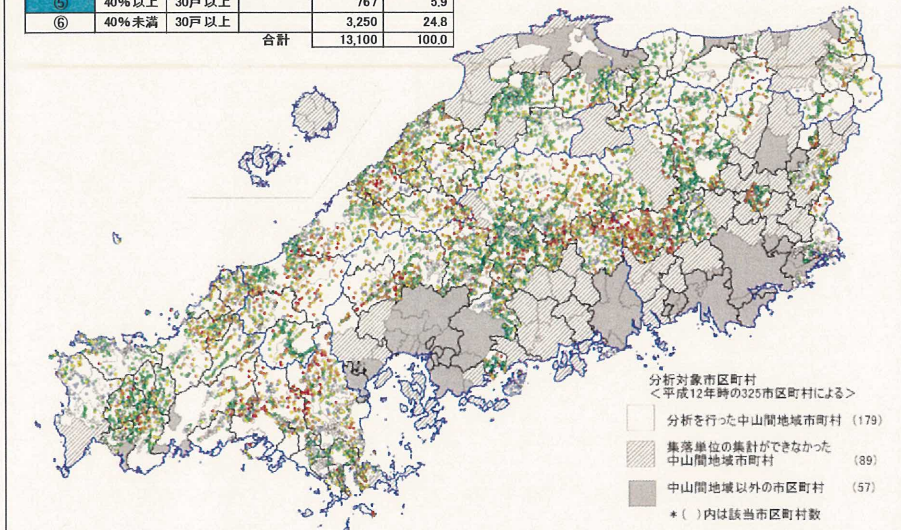 ⑤ 40%以上 30戸以上 767 5.9
⑥ 40%未満 30戸以上 3,250 24.8
合計 13,100 100.0
分析対象市区町村
<平成12年時の325市区町村による>
分析を行った中山間地域市町村 (179)
集落単位の集計ができなかった
中山間地域市町村 (89)
中山間地域以外の市区町村 (57)
*( )内は該当市区町村数